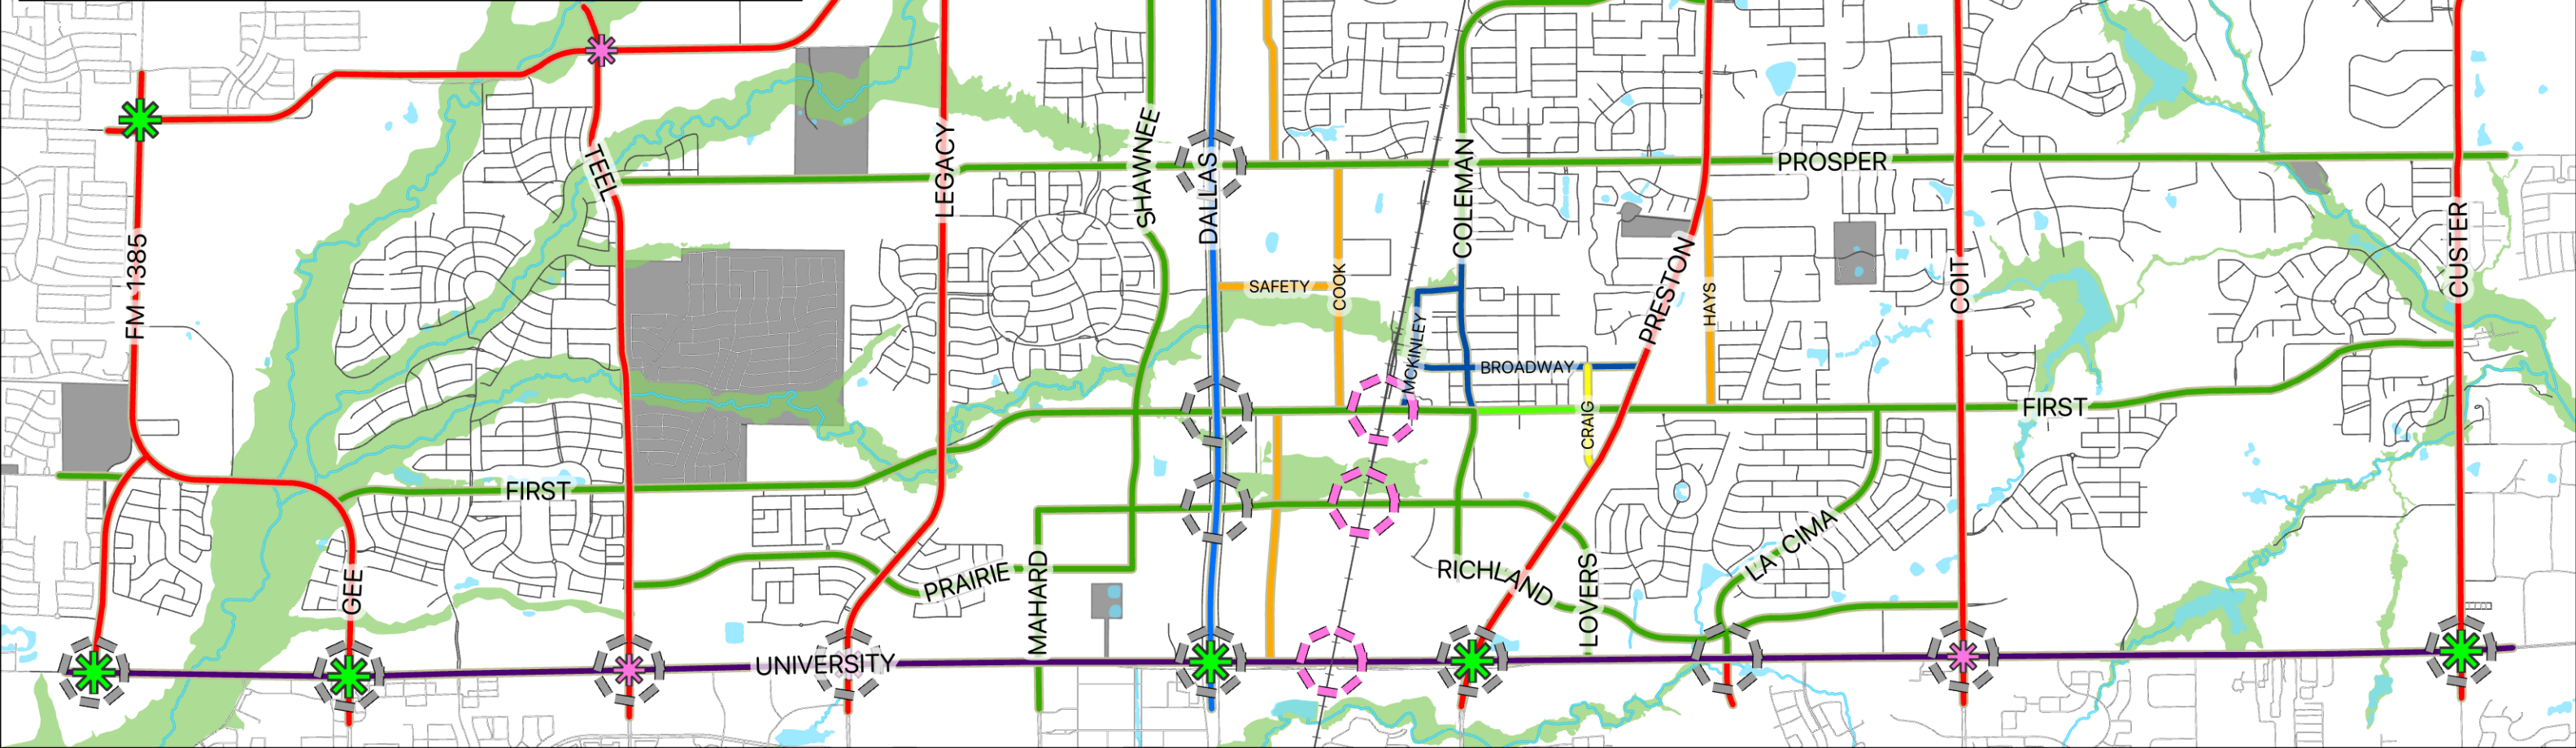 PROSPER
TEEL
LEGACY
SHAWNEE
DALLAS
COLEMAN
FM 1385
SAFETY
COOK
PRESTON
HAYS
COIT
CUSTER
MCKINLEY
BROADWAY
CRAIG
FIRST
FIRST
GEE
PRAIRIE
MAHARD
RICHLAND
LOVERS
LA CIMA
UNIVERSITY